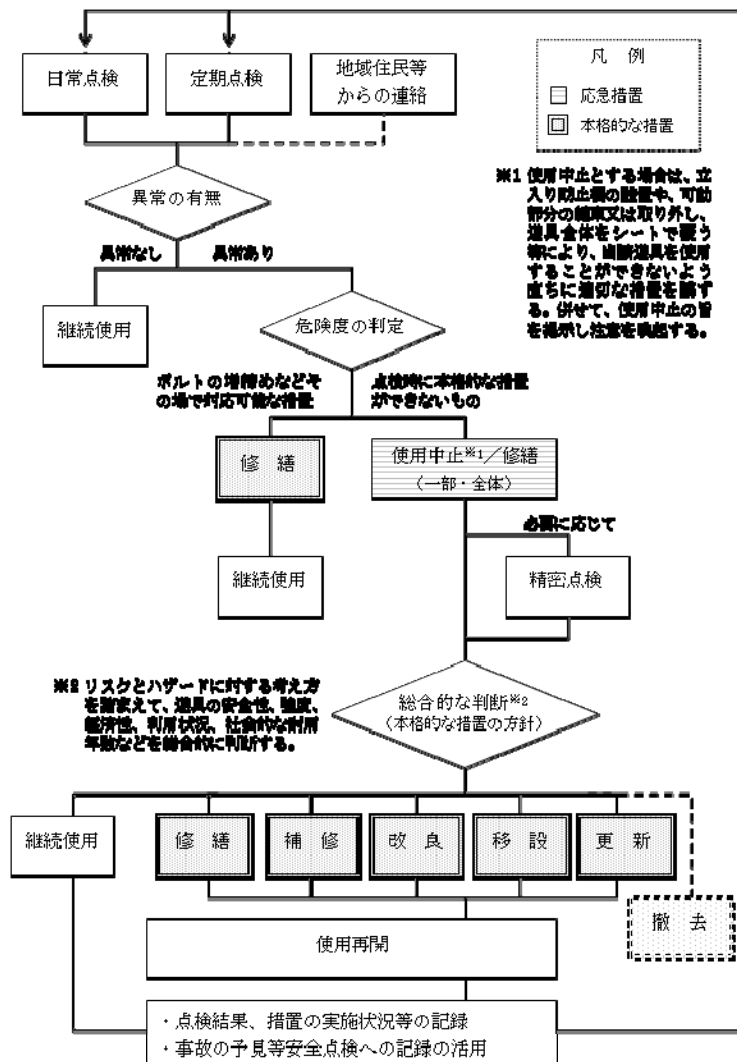 日常点検
定期点検
地域住民等
からの連絡
凡 例
応急措置
本格的な措置
異常の有無
異常なし
異常あり
※1 使用中止とする場合は、立
入り防止柵の設置や、可動
部分の結束又は取り外し、
遊具全体をシートで覆う
等により、当該遊具を使用
することができないよう
直ちに適切な措置を講ず
る。併せて、使用中止の旨
を掲示し注意を喚起する。
継続使用
危険度の判定
ボルトの増締めなどそ
の場で対応可能な措置
点検時に本格的な措置
ができないもの
修 繕
使用中止※1／修繕
（一部・全体）
必要に応じて
継続使用
精密点検
※2 リスクとハザードに対する考え方
を踏まえて、遊具の安全性、強度、
経済性、利用状況、社会的な耐用
年数などを総合的に判断する。
総合的な判断※2
（本格的な措置の方針）
継続使用
修 繕
補 修
改 良
移 設
更 新
撤 去
使用再開
・点検結果、措置の実施状況等の記録
・事故の予見等安全点検への記録の活用